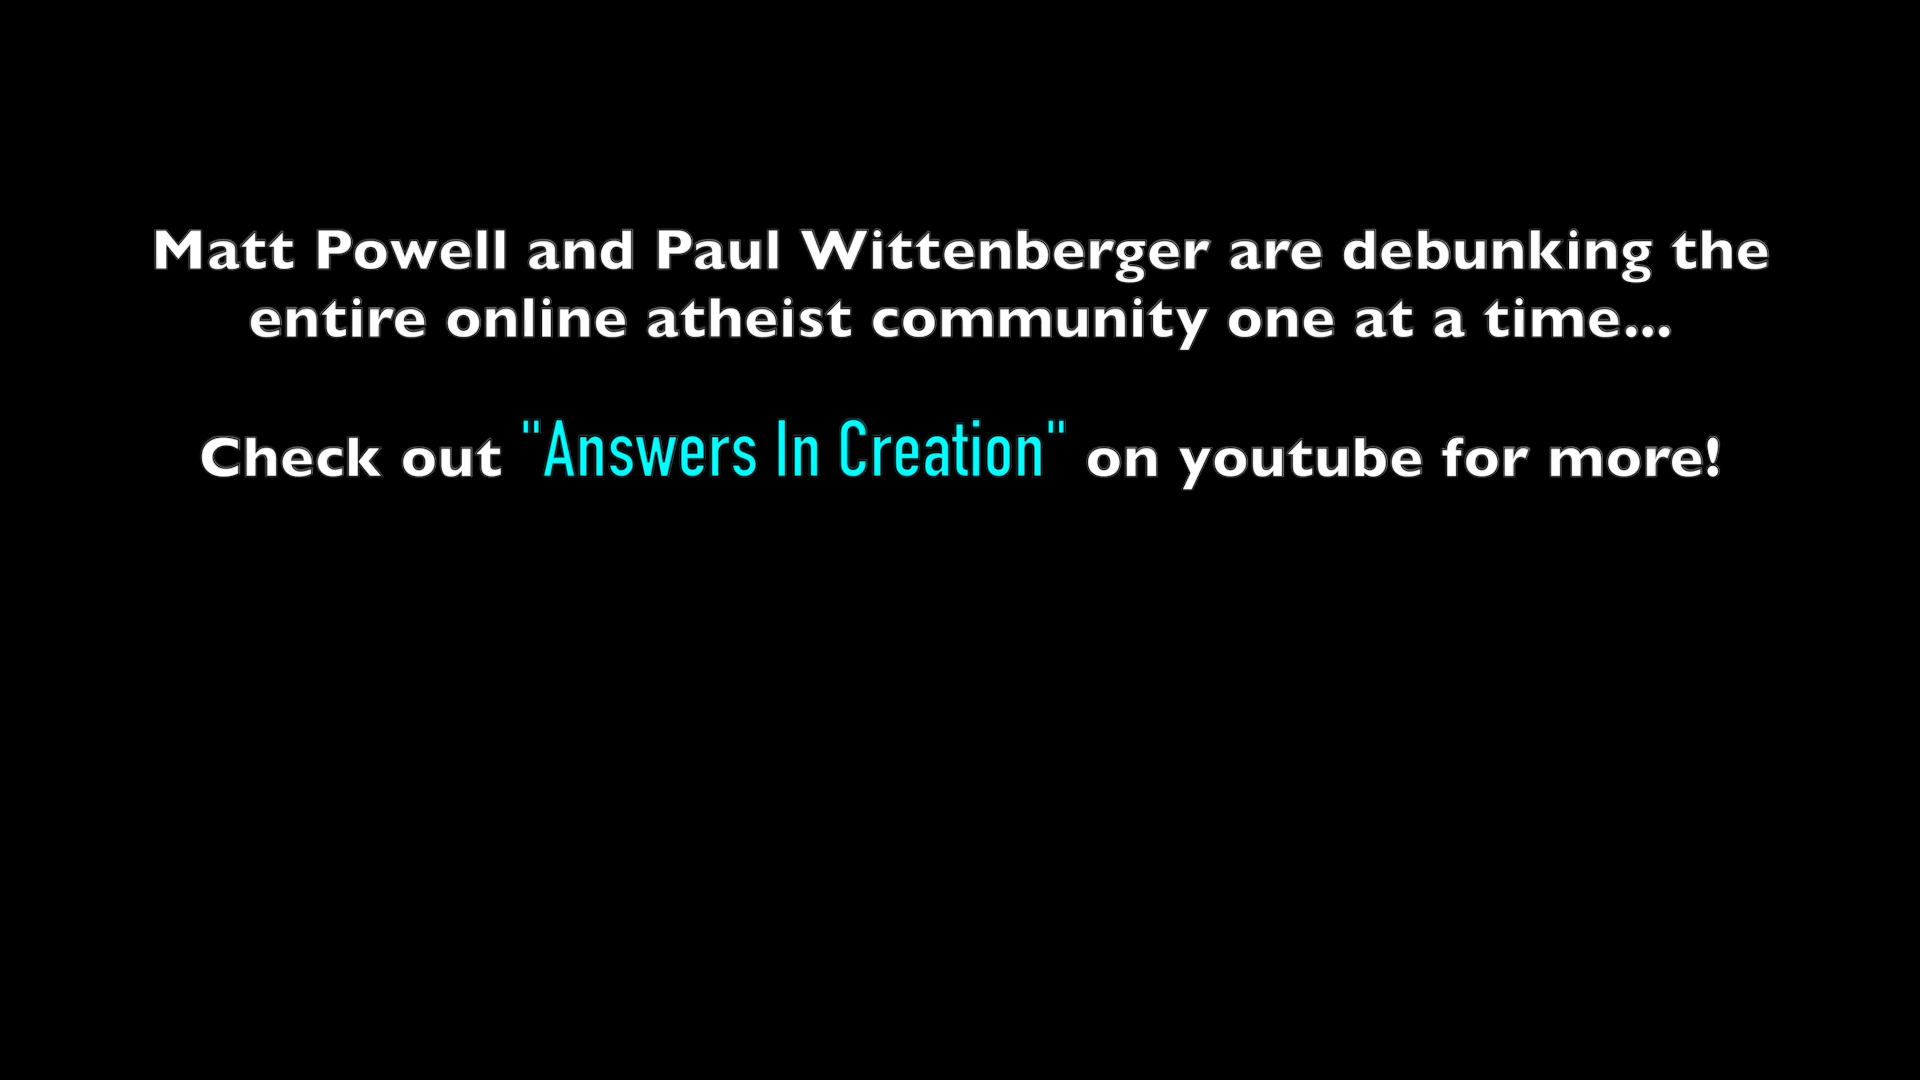 Matt Powell and Paul Wittenberger are debunking the
entire online atheist community one at a time...
Check out "Answers In Creation" on youtube for more!